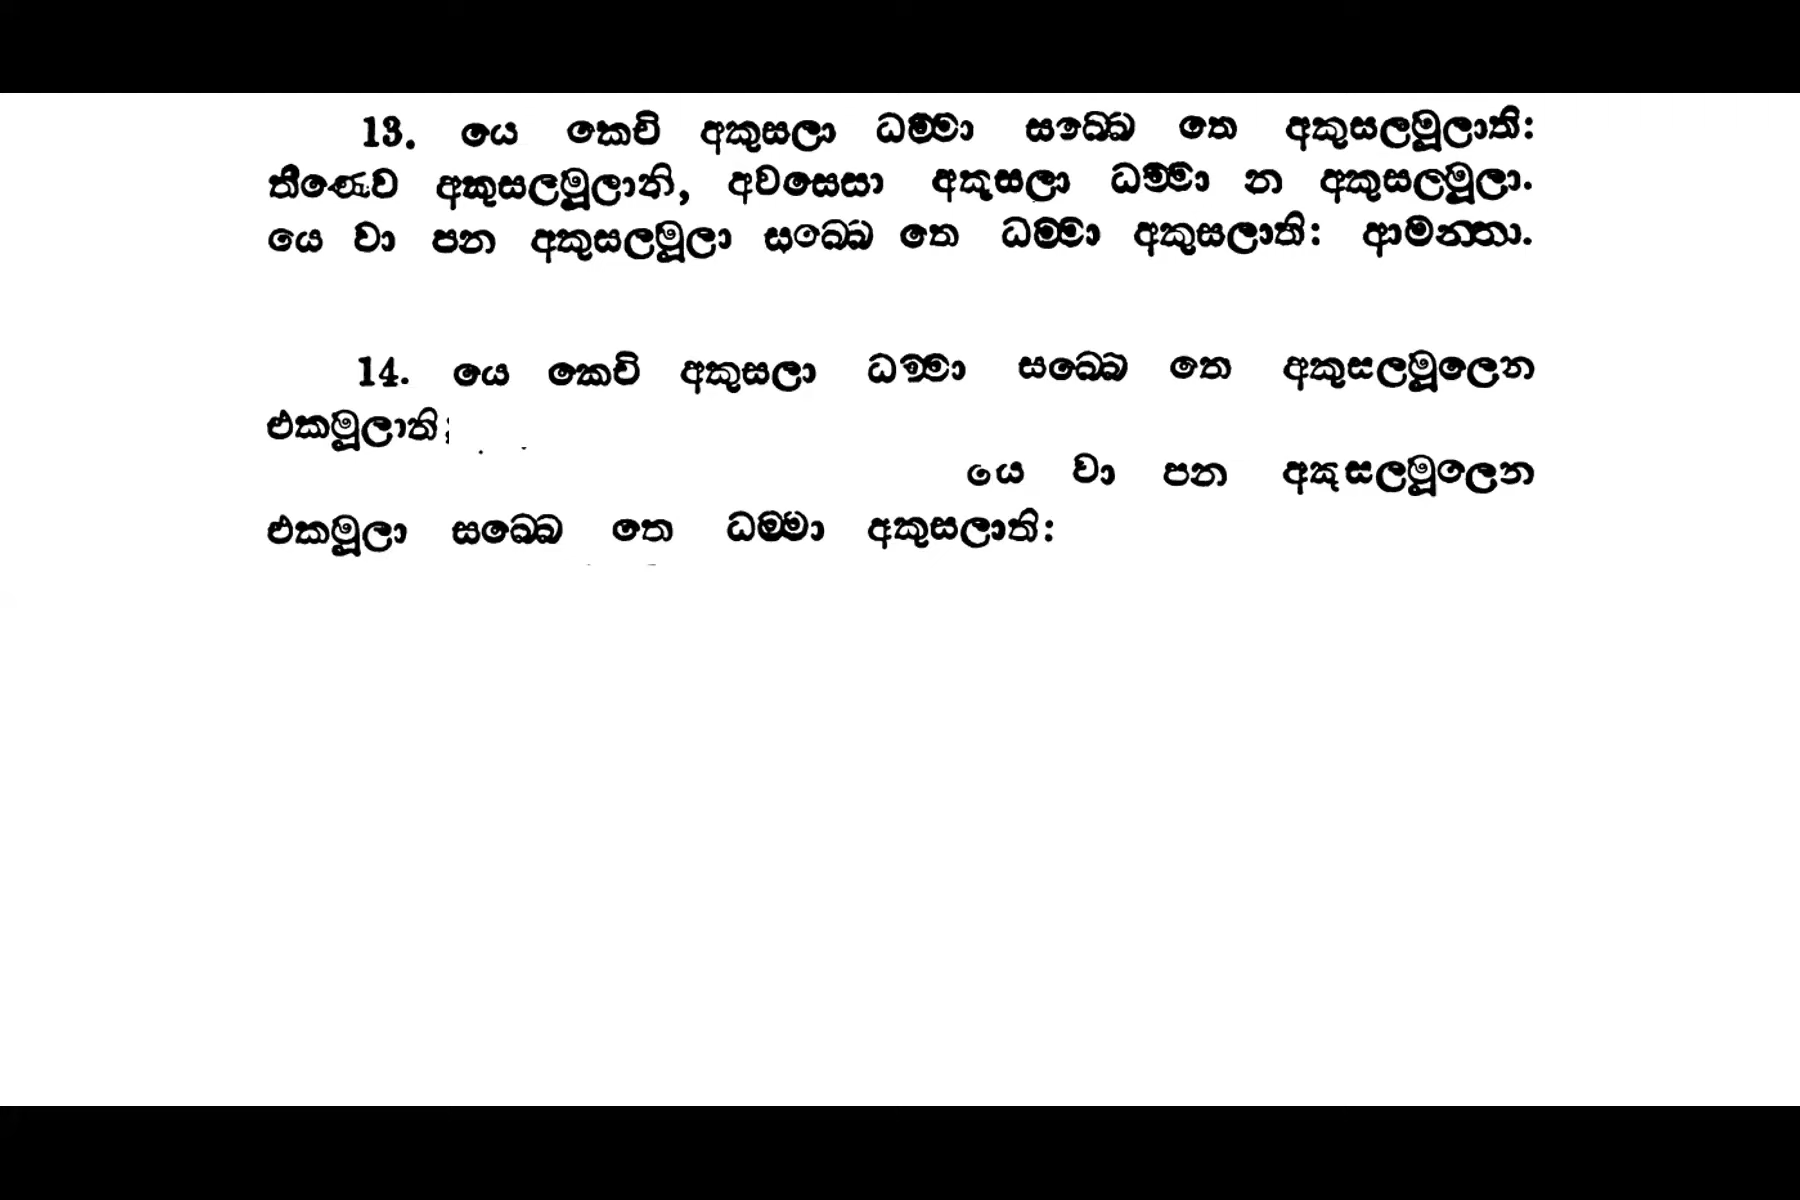 13. යෙ කෙචි අකුසලා ධම්මා සබ්බෙ තෙ අකුසලමූලාති:
තීණෙව අකුසලමූලානි, අවසෙසා අකුසලා ධම්මා න අකුසලමූලා.
යෙ වා පන අකුසලමූලා සබ්බෙ තෙ ධම්මා අකුසලාති: ආමන්තා.
14. යෙ කෙචි අකුසලා ධම්මා සබ්බෙ තෙ අකුසලමූලෙන
එකමූලාති:
යෙ වා පන අකුසලමූලෙන
එකමූලා සබ්බෙ තෙ ධම්මා අකුසලාති: